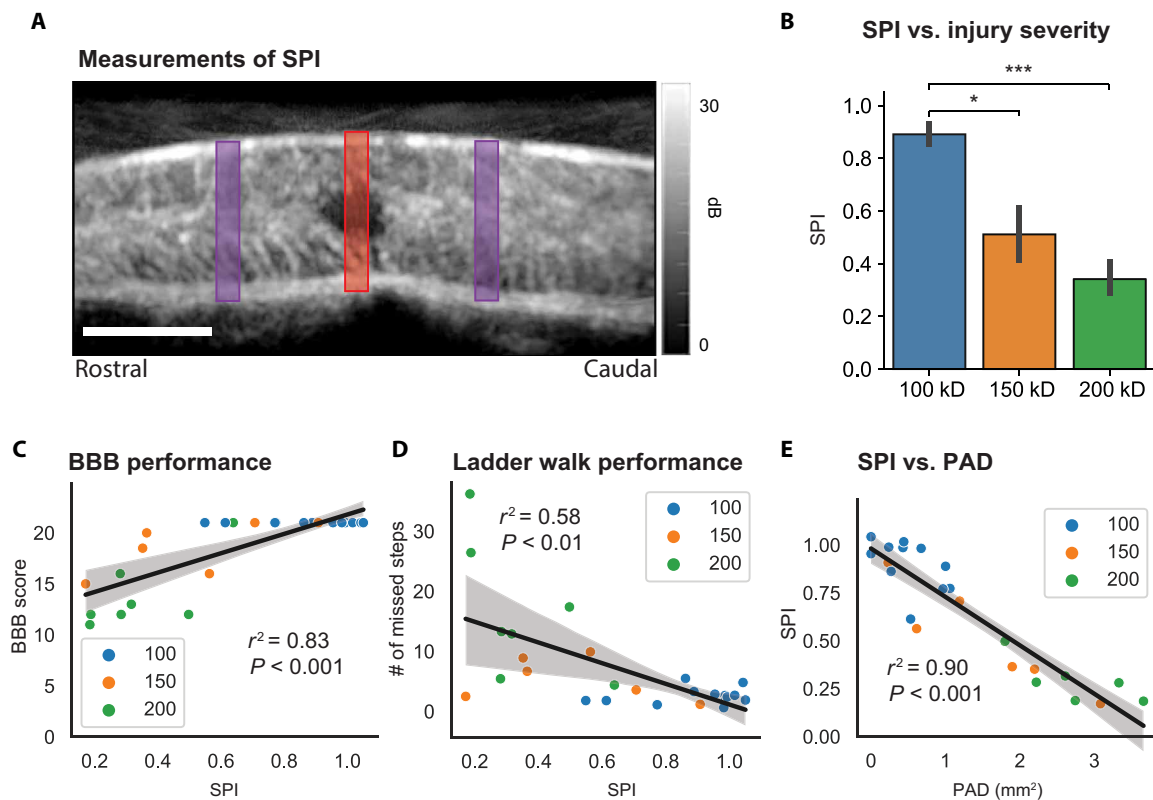 A
Measurements of SPI
30
dB
0
Rostral
Caudal
B
SPI vs. injury severity
***
*
SPI
1.0
0.8
0.6
0.4
0.2
0.0
100 kD
150 kD
200 kD
C
BBB performance
BBB score
20
15
10
5
0
100
150
200
r² = 0.83
P < 0.001
0.2
0.4
0.6
0.8
1.0
SPI
D
Ladder walk performance
# of missed steps
30
20
10
0
r² = 0.58
P < 0.01
100
150
200
0.2
0.4
0.6
0.8
1.0
SPI
E
SPI vs. PAD
SPI
1.00
0.75
0.50
0.25
0.00
100
150
200
r² = 0.90
P < 0.001
0
1
2
3
PAD (mm²)